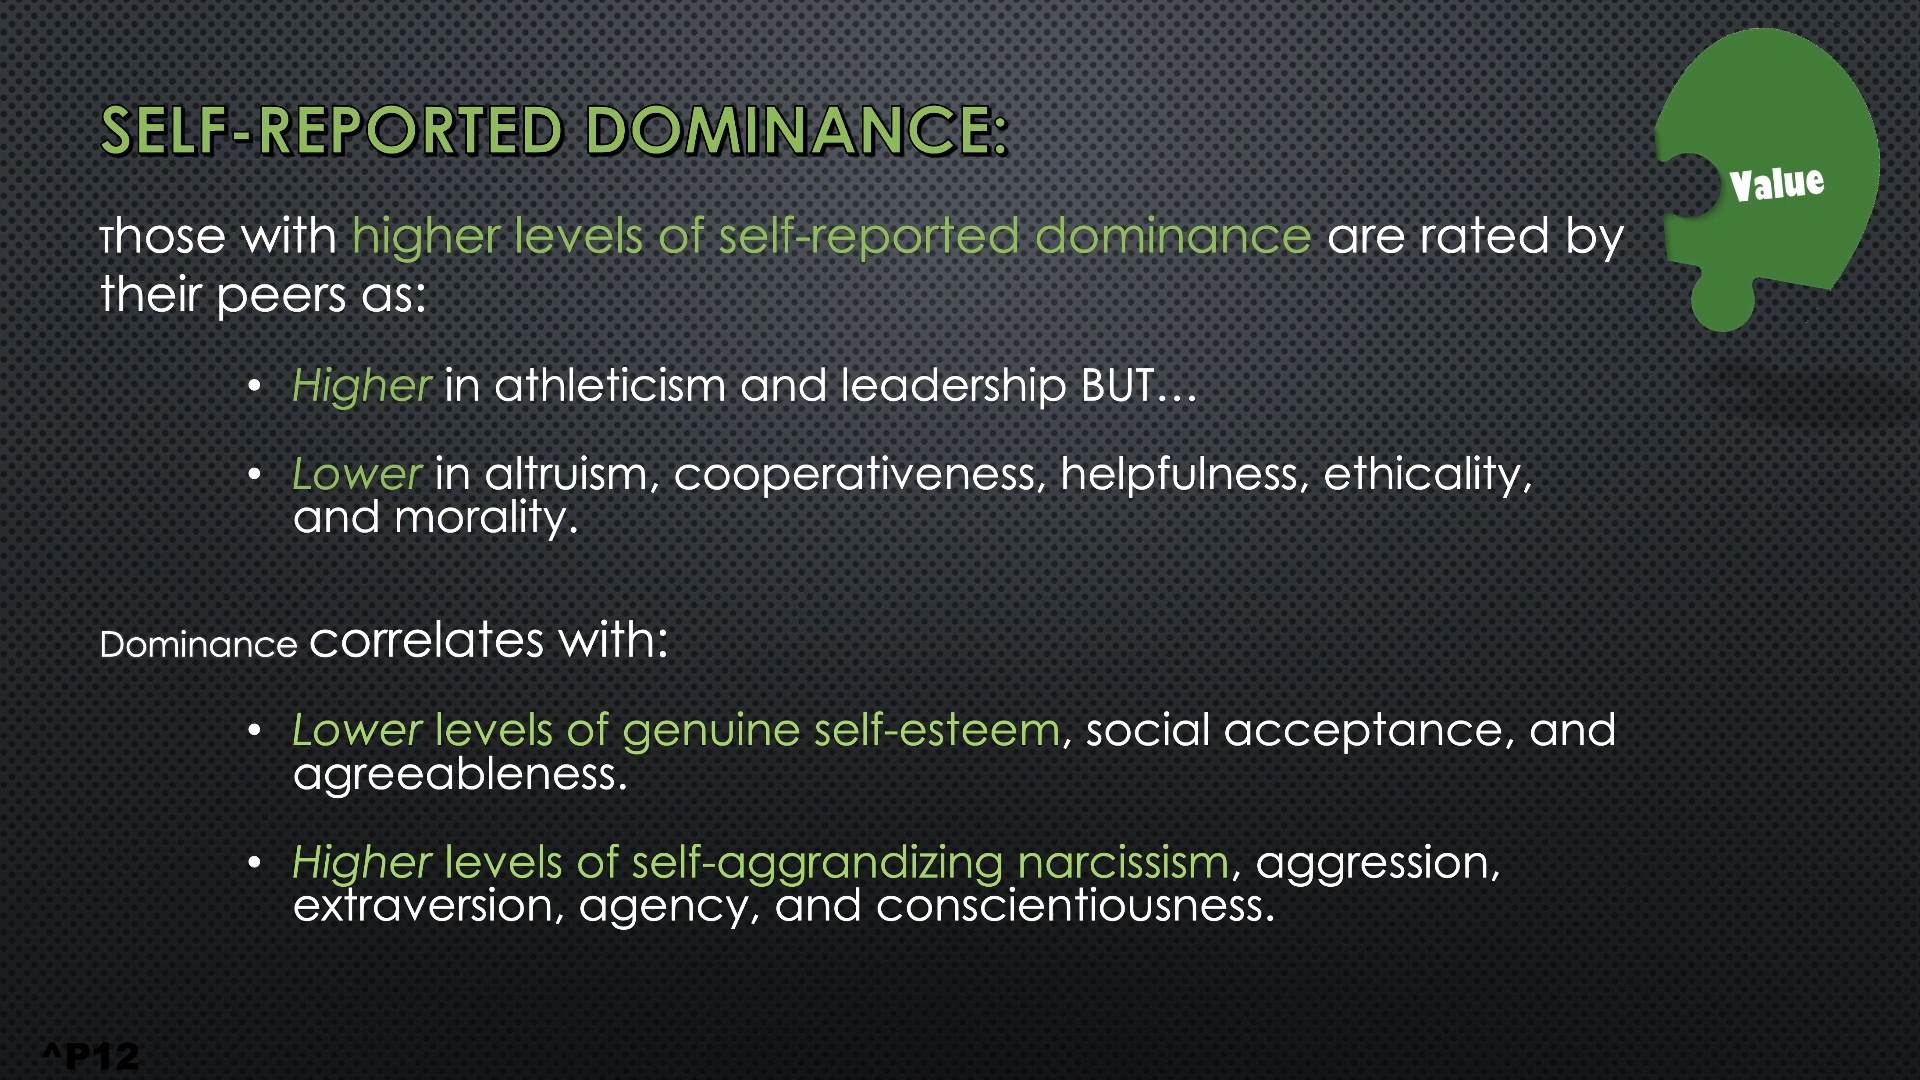 SELF-REPORTED DOMINANCE:
Value
Those with higher levels of self-reported dominance are rated by
their peers as:
• Higher in athleticism and leadership BUT…
• Lower in altruism, cooperativeness, helpfulness, ethicality,
and morality.
Dominance correlates with:
• Lower levels of genuine self-esteem, social acceptance, and
agreeableness.
• Higher levels of self-aggrandizing narcissism, aggression,
extraversion, agency, and conscientiousness.
^P12